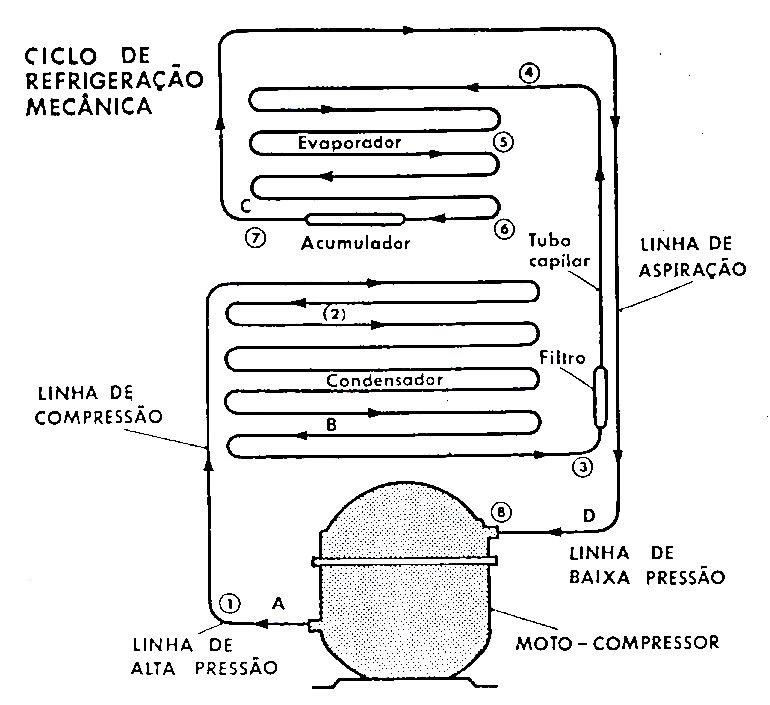 CICLO DE
REFRIGERAÇÃO
MECÂNICA
4
Evaporador
5
C
7
Acumulador
6
Tubo
capilar
LINHA DE
ASPIRAÇÃO
(2)
Filtro
Condensador
LINHA DE
COMPRESSÃO
B
3
8
D
LINHA DE
BAIXA PRESSÃO
1
A
LINHA DE
ALTA PRESSÃO
MOTO-COMPRESSOR